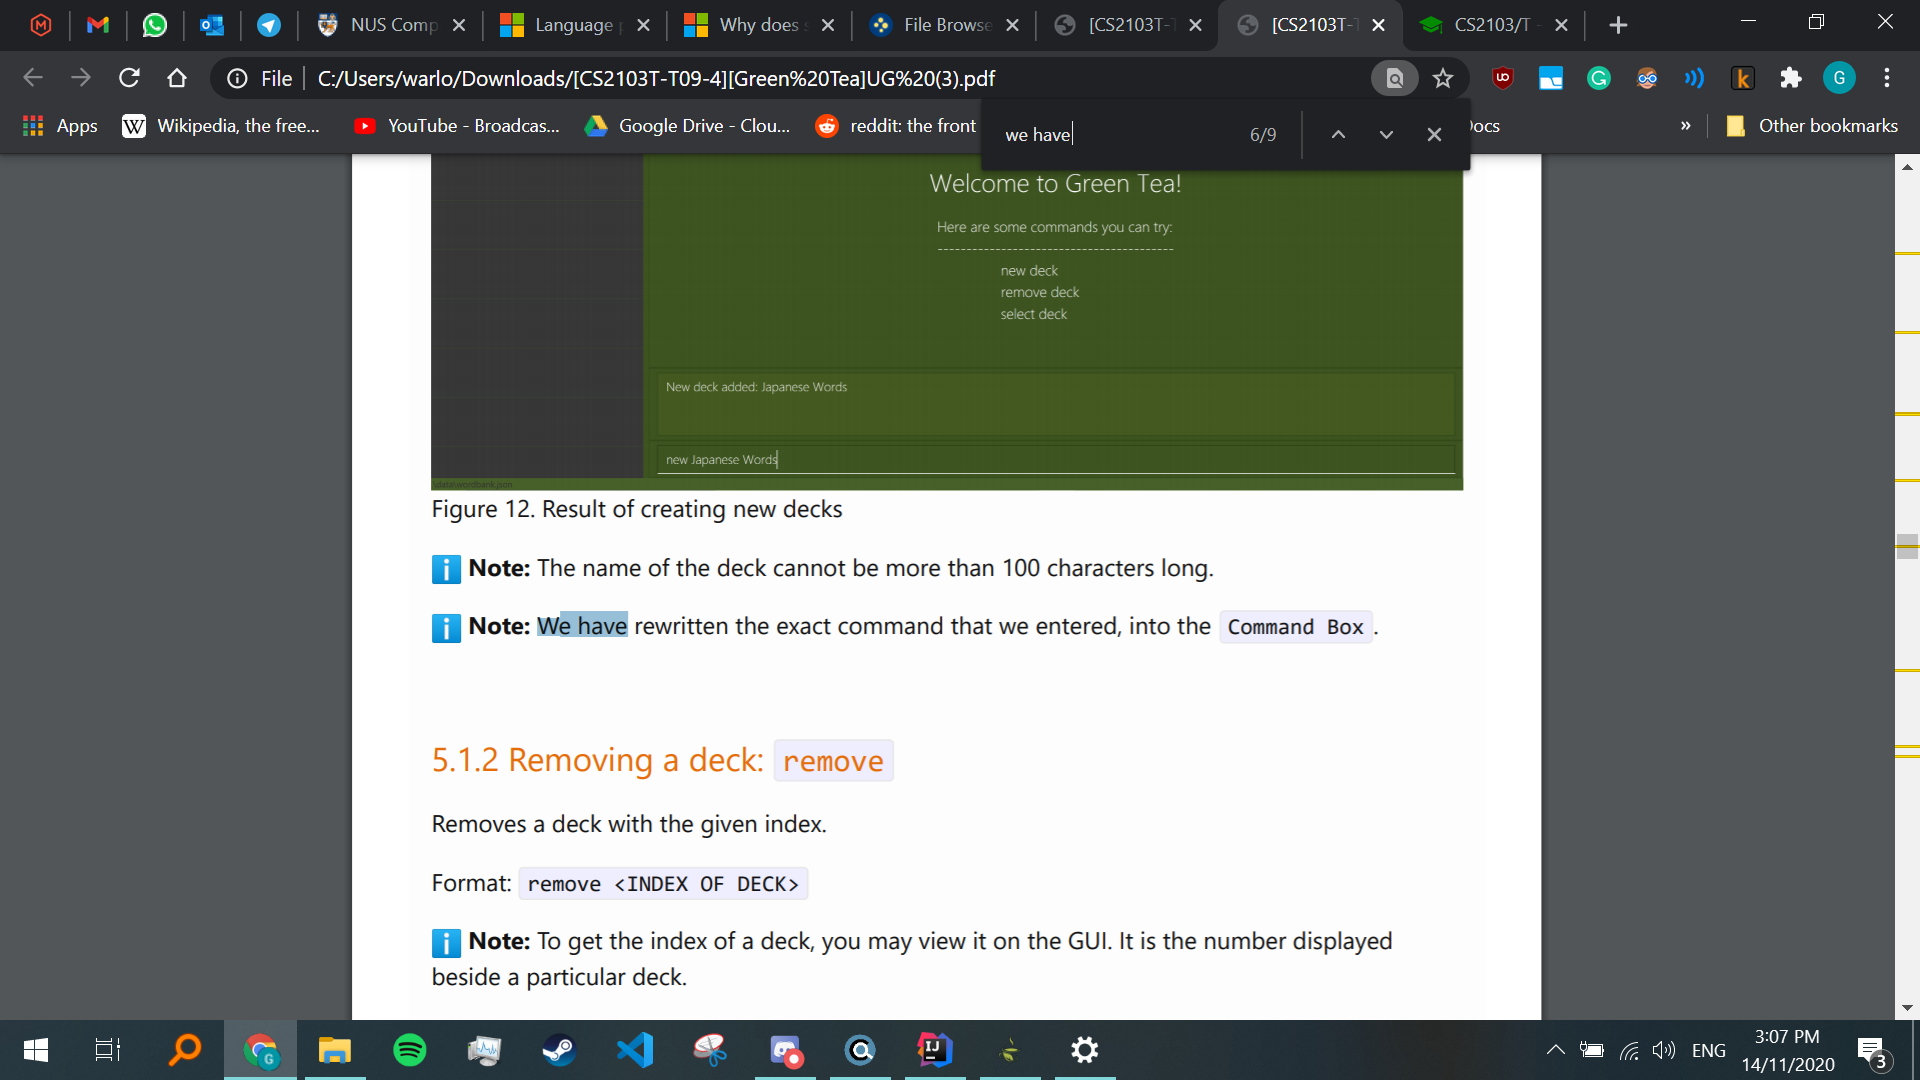 NUS Comp
Language p
Why does s
File Browse
[CS2103T-T
[CS2103T-T
CS2103/T -
File
C:/Users/warlo/Downloads/[CS2103T-T09-4][Green%20Tea]UG%20(3).pdf
G
Apps
Wikipedia, the free...
YouTube - Broadcas...
Google Drive - Clou...
reddit: the front
Docs
»
Other bookmarks
we have
6/9
Welcome to Green Tea!
Here are some commands you can try:
------------------------------------
new deck
remove deck
select deck
New deck added: Japanese Words
new Japanese Words
\data\wordbank.json
Figure 12. Result of creating new decks
Note: The name of the deck cannot be more than 100 characters long.
Note: We have rewritten the exact command that we entered, into the Command Box.
5.1.2 Removing a deck: remove
Removes a deck with the given index.
Format: remove <INDEX OF DECK>
Note: To get the index of a deck, you may view it on the GUI. It is the number displayed
beside a particular deck.
ENG
3:07 PM
14/11/2020
3